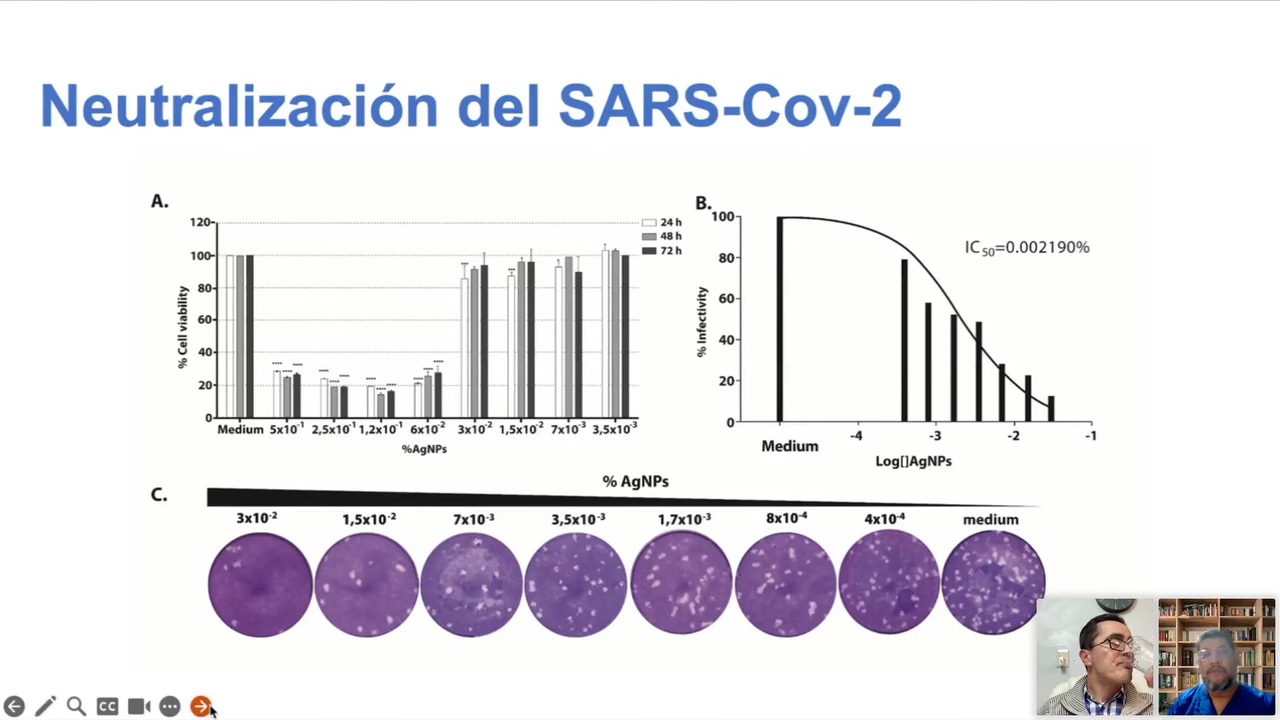 Neutralización del SARS-Cov-2
A.
120
100
80
60
40
20
0
% Cell viability
24 h
48 h
72 h
*** *** *
**** **** **** **** **** **** **** **** **** **** **** ****
Medium 5x10-1 2,5x10-1 1,2x10-1 6x10-2 3x10-2 1,5x10-2 7x10-3 3,5x10-3
%AgNPs
B.
100
80
60
40
20
0
% Infectivity
IC50=0.002190%
Medium -4 -3 -2 -1
Log[]AgNPs
C.
% AgNPs
3x10-2 1,5x10-2 7x10-3 3,5x10-3 1,7x10-3 8x10-4 4x10-4 medium
CC